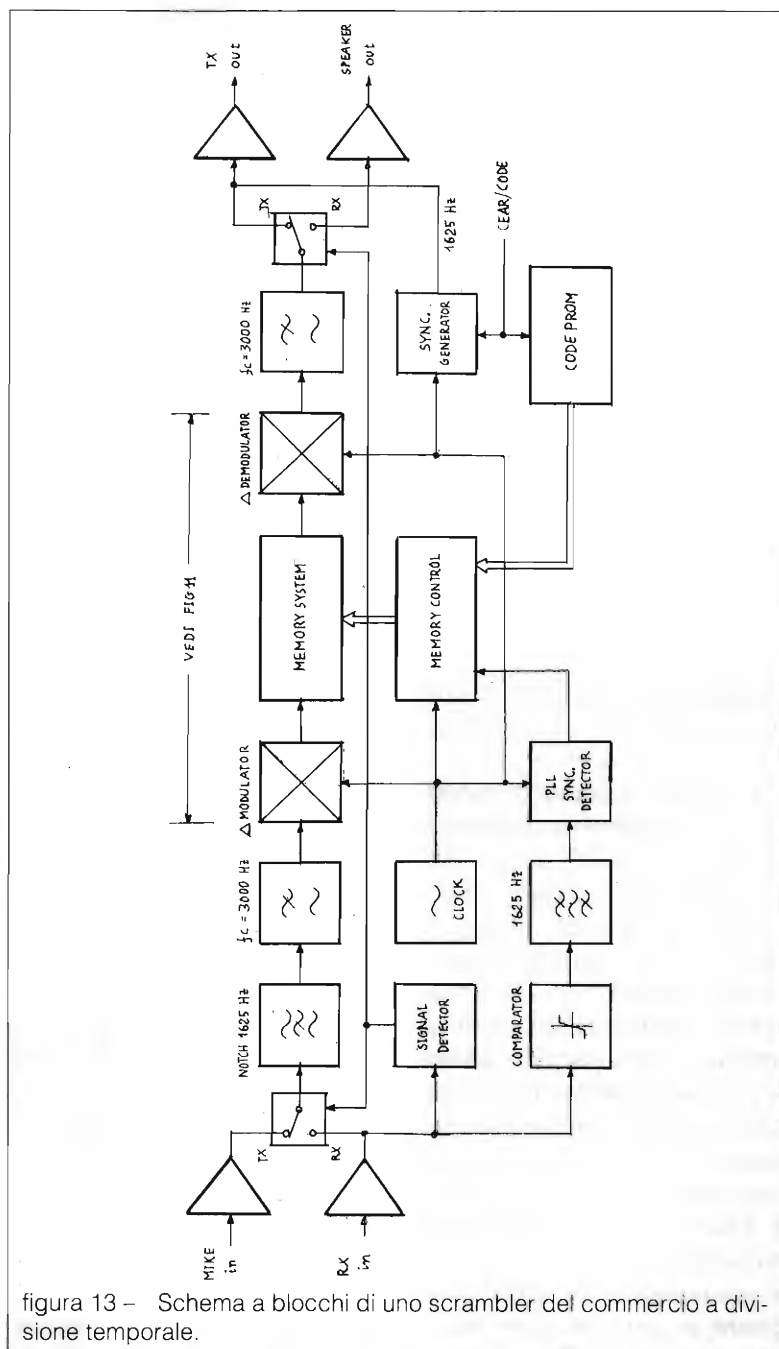 MIKE
in
RX
in
TX
RX
NOTCH 1625 Hz
fc = 3000 Hz
Δ MODULATOR
VEDI FIG 11
MEMORY SYSTEM
Δ DEMODULATOR
fc = 3000 Hz
TX
RX
TX
out
SPEAKER
out
SIGNAL
DETECTOR
CLOCK
MEMORY CONTROL
SYNC.
GENERATOR
1625 Hz
CEAR/CODE
COMPARATOR
1625 Hz
PLL
SYNC.
DETECTOR
CODE PROM
figura 13 – Schema a blocchi di uno scrambler del commercio a divi-
sione temporale.